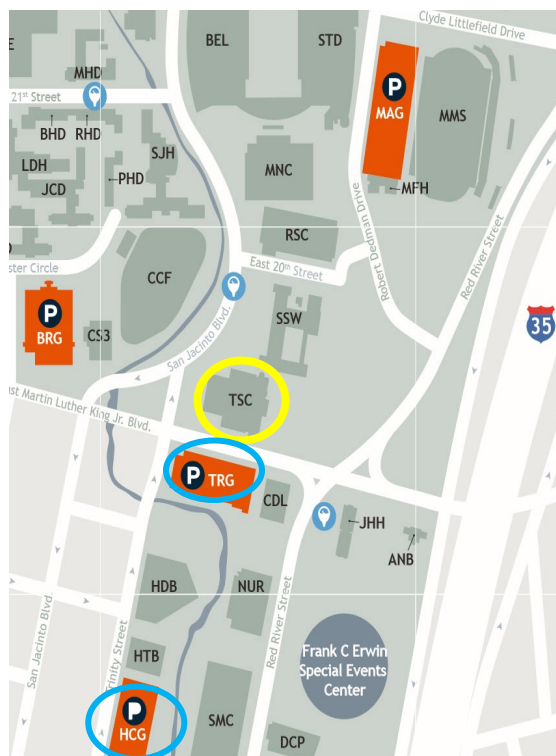 Clyde Littlefield Drive
BEL
STD
MHD
P
MAG
MMS
21st Street
BHD
RHD
LDH
SJH
PHD
JCD
MNC
MFH
RSC
Robert Dedman Drive
Red River Street
ster Circle
CCF
East 20th Street
P
BRG
CS3
San Jacinto Blvd.
SSW
35
TSC
ast Martin Luther King Jr. Blvd.
P
TRG
CDL
JHH
ANB
HDB
NUR
San Jacinto Blvd
Trinity Street
Red River Street
HTB
Frank C Erwin
Special Events
Center
P
HCG
SMC
DCP